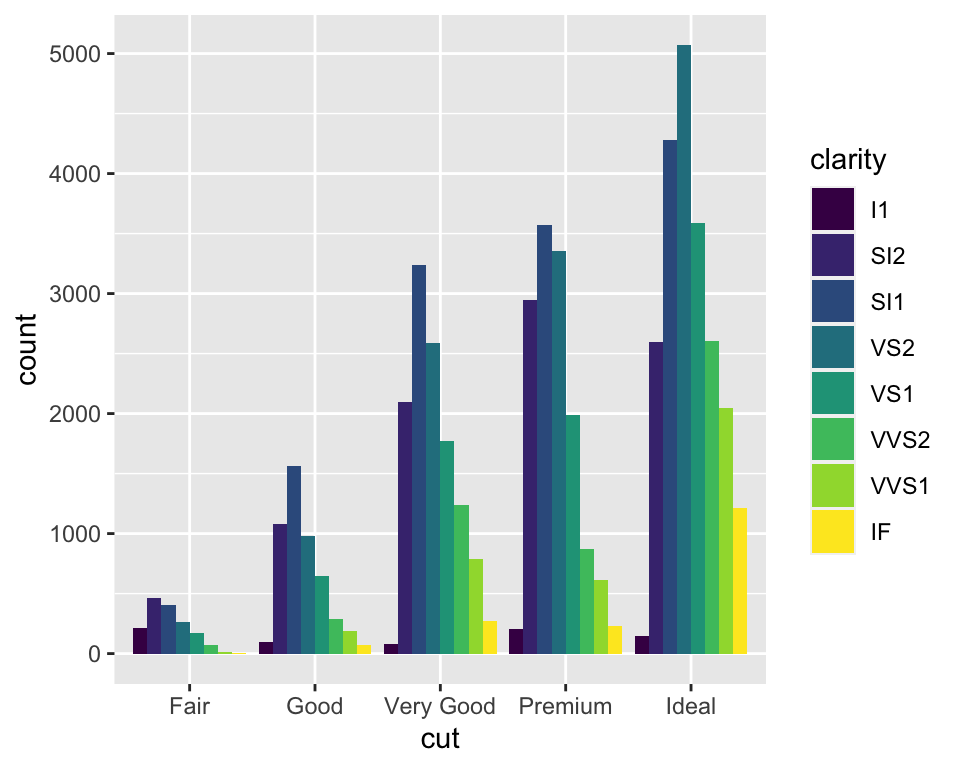 5000
4000
3000
2000
1000
0
count
Fair Good Very Good Premium Ideal
cut
clarity
I1
SI2
SI1
VS2
VS1
VVS2
VVS1
IF